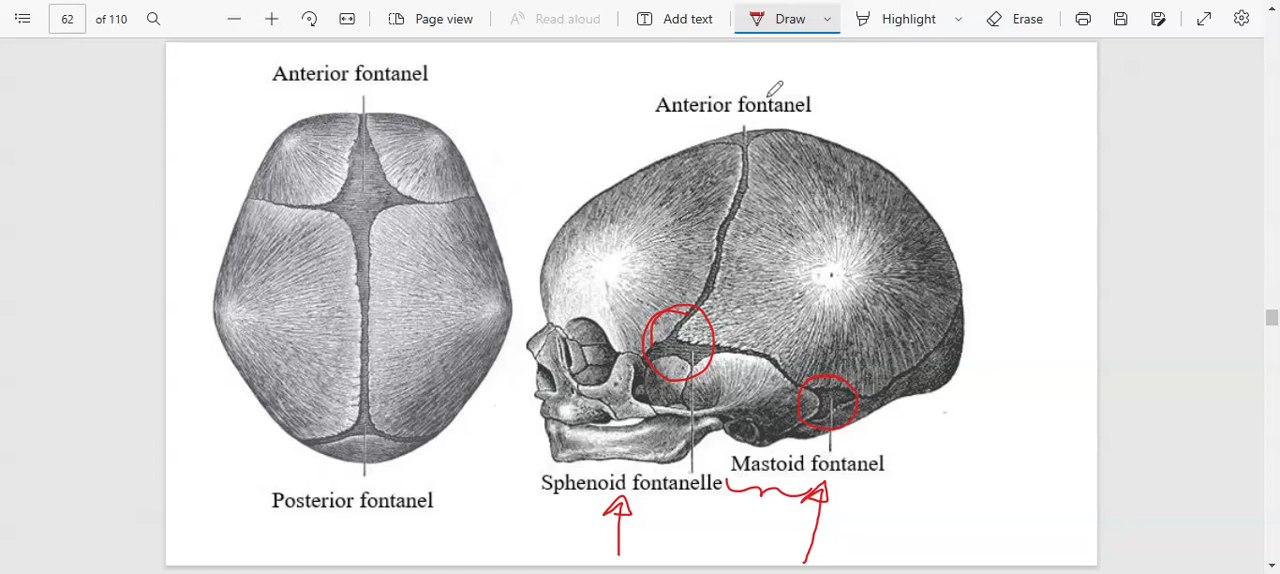 62 of 110 Page view Read aloud Add text Draw Highlight Erase
Anterior fontanel
Anterior fontanel
Sphenoid fontanelle
Mastoid fontanel
Posterior fontanel